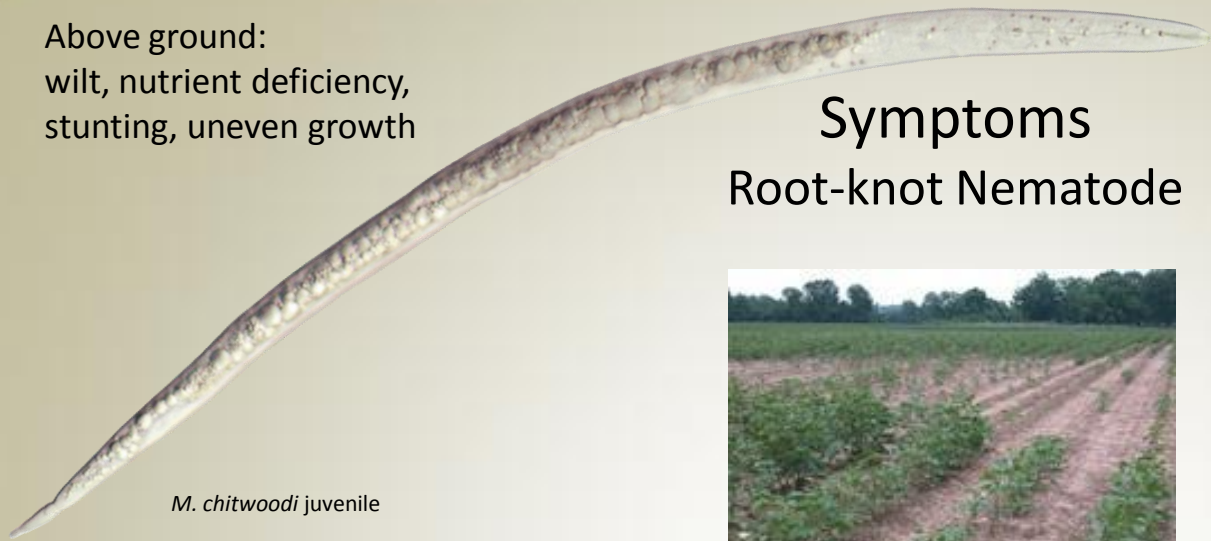 Above ground:
wilt, nutrient deficiency,
stunting, uneven growth
Symptoms
Root-knot Nematode
M. chitwoodi juvenile